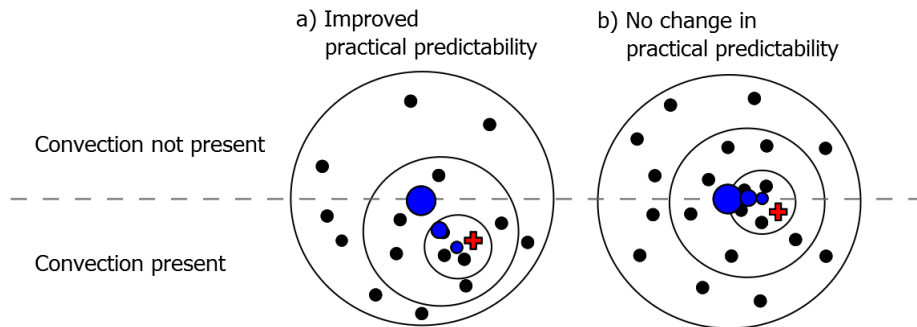 a) Improved
practical predictability
b) No change in
practical predictability
Convection not present
Convection present